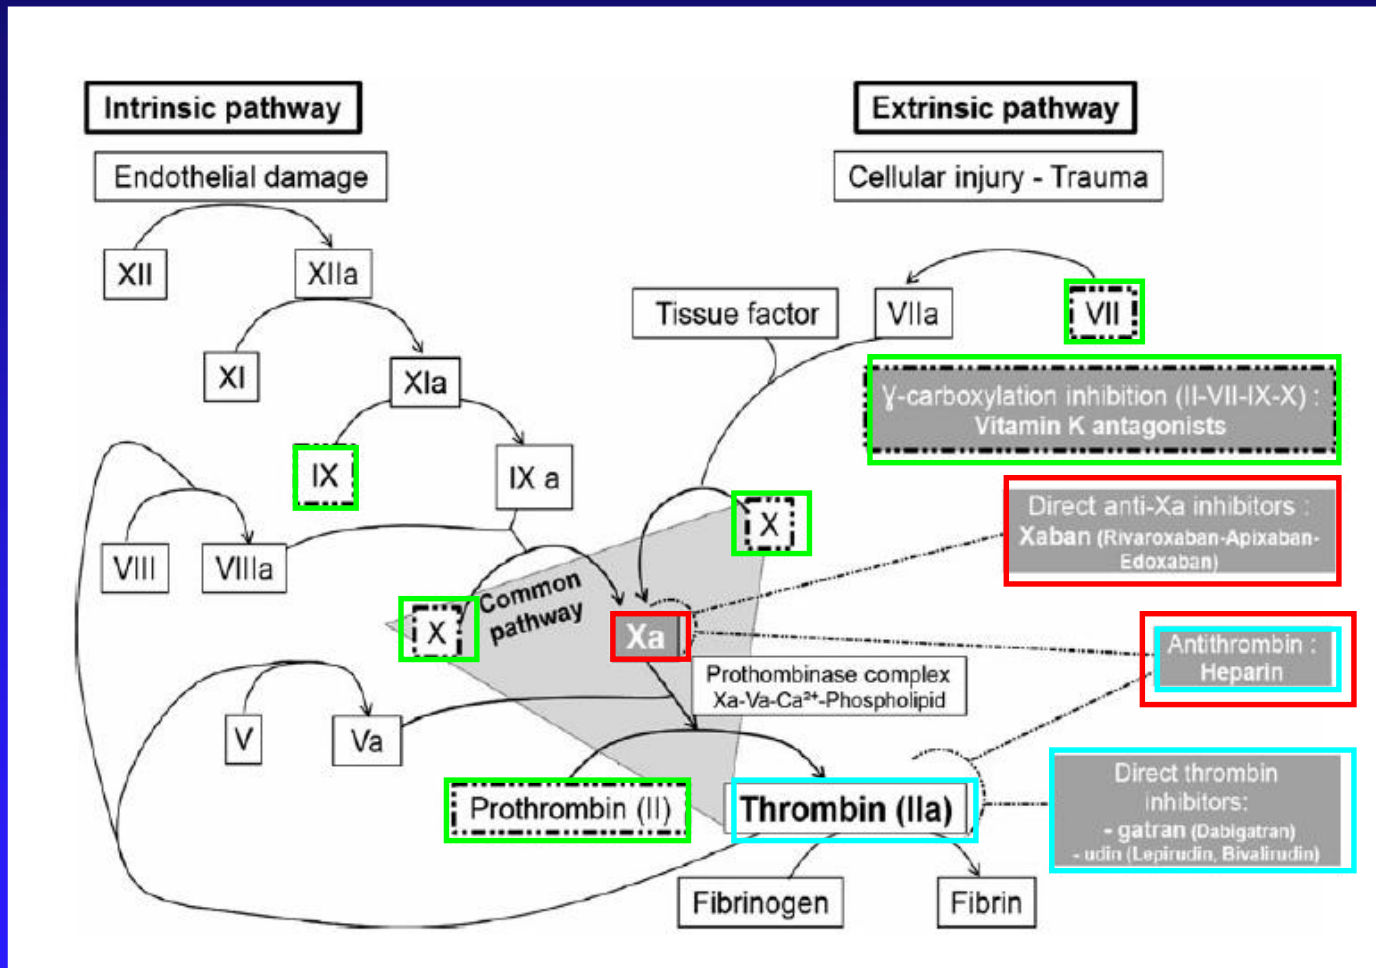 Intrinsic pathway
Extrinsic pathway
Endothelial damage
Cellular injury - Trauma
XII
XIIa
Tissue factor
VIIa
VII
XI
XIa
Ɣ-carboxylation inhibition (II-VII-IX-X) :
Vitamin K antagonists
IX
IX a
X
Direct anti-Xa inhibitors :
Xaban (Rivaroxaban-Apixaban-
Edoxaban)
VIII
VIIIa
Common
pathway
X
Xa
Antithrombin :
Heparin
Prothombinase complex
Xa-Va-Ca²⁺-Phospholipid
V
Va
Prothrombin (II)
Thrombin (IIa)
Direct thrombin
inhibitors:
- gatran (Dabigatran)
- udin (Lepirudin, Bivalirudin)
Fibrinogen
Fibrin